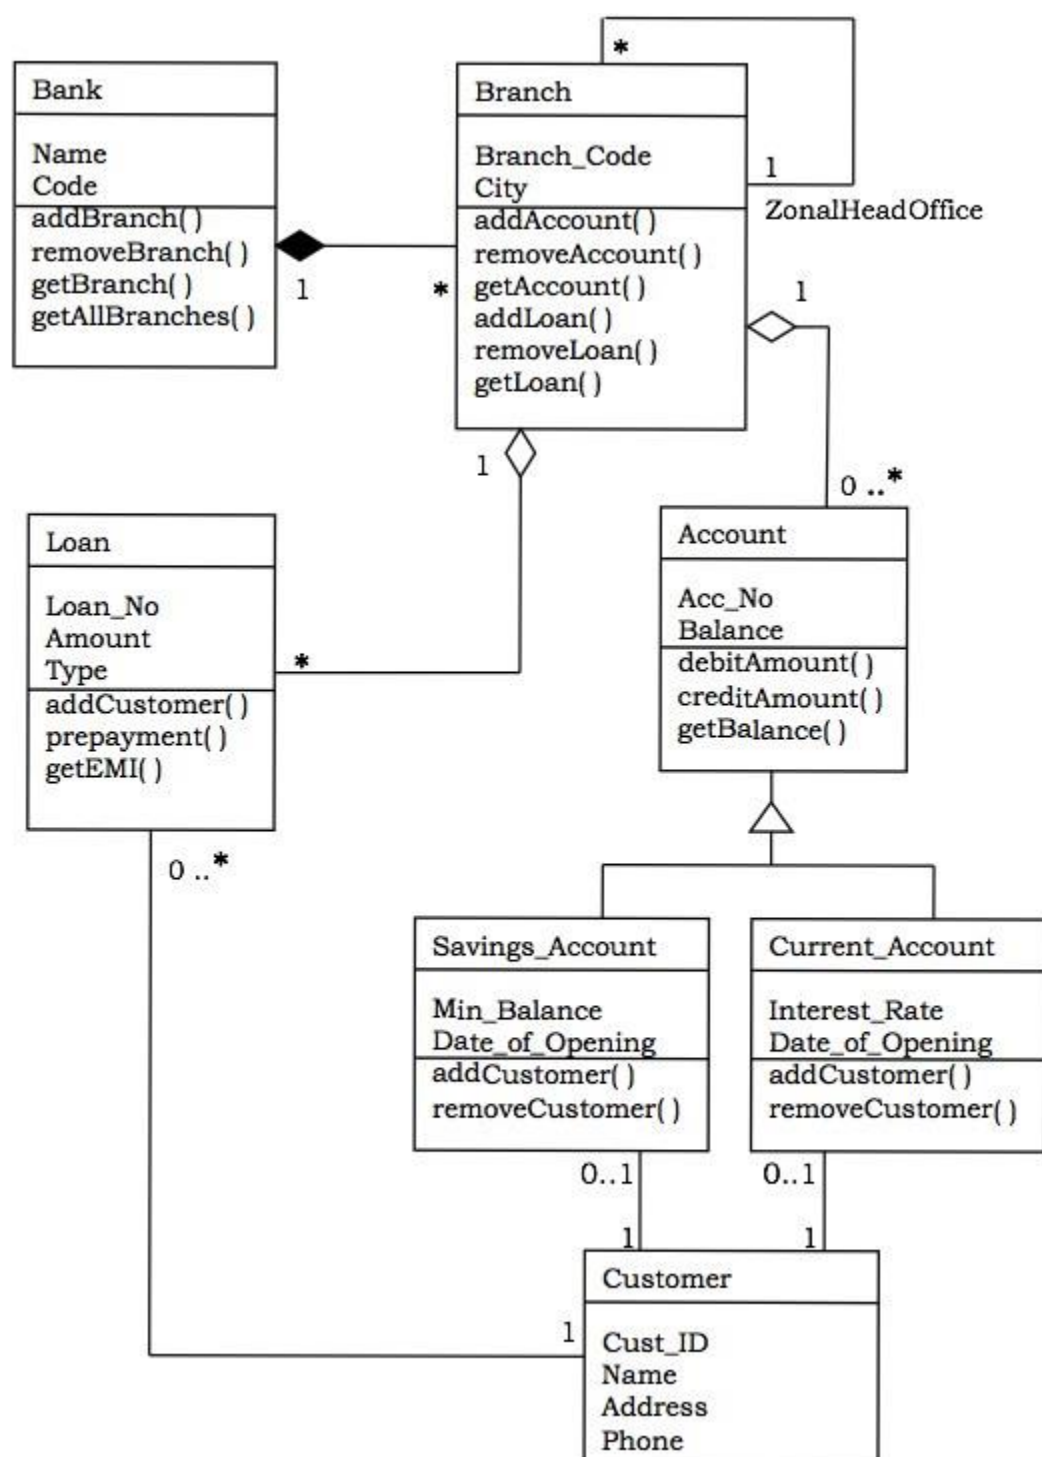 *
Bank
Name
Code
addBranch( )
removeBranch( )
getBranch( )
getAllBranches( )
1
*
Branch
Branch_Code
City
addAccount( )
removeAccount( )
getAccount( )
addLoan( )
removeLoan( )
getLoan( )
1
ZonalHeadOffice
1
0 ..*
1
*
Loan
Loan_No
Amount
Type
addCustomer( )
prepayment( )
getEMI( )
0 ..*
Account
Acc_No
Balance
debitAmount( )
creditAmount( )
getBalance( )
Savings_Account
Min_Balance
Date_of_Opening
addCustomer( )
removeCustomer( )
0..1
1
Current_Account
Interest_Rate
Date_of_Opening
addCustomer( )
removeCustomer( )
0..1
1
1
Customer
Cust_ID
Name
Address
Phone